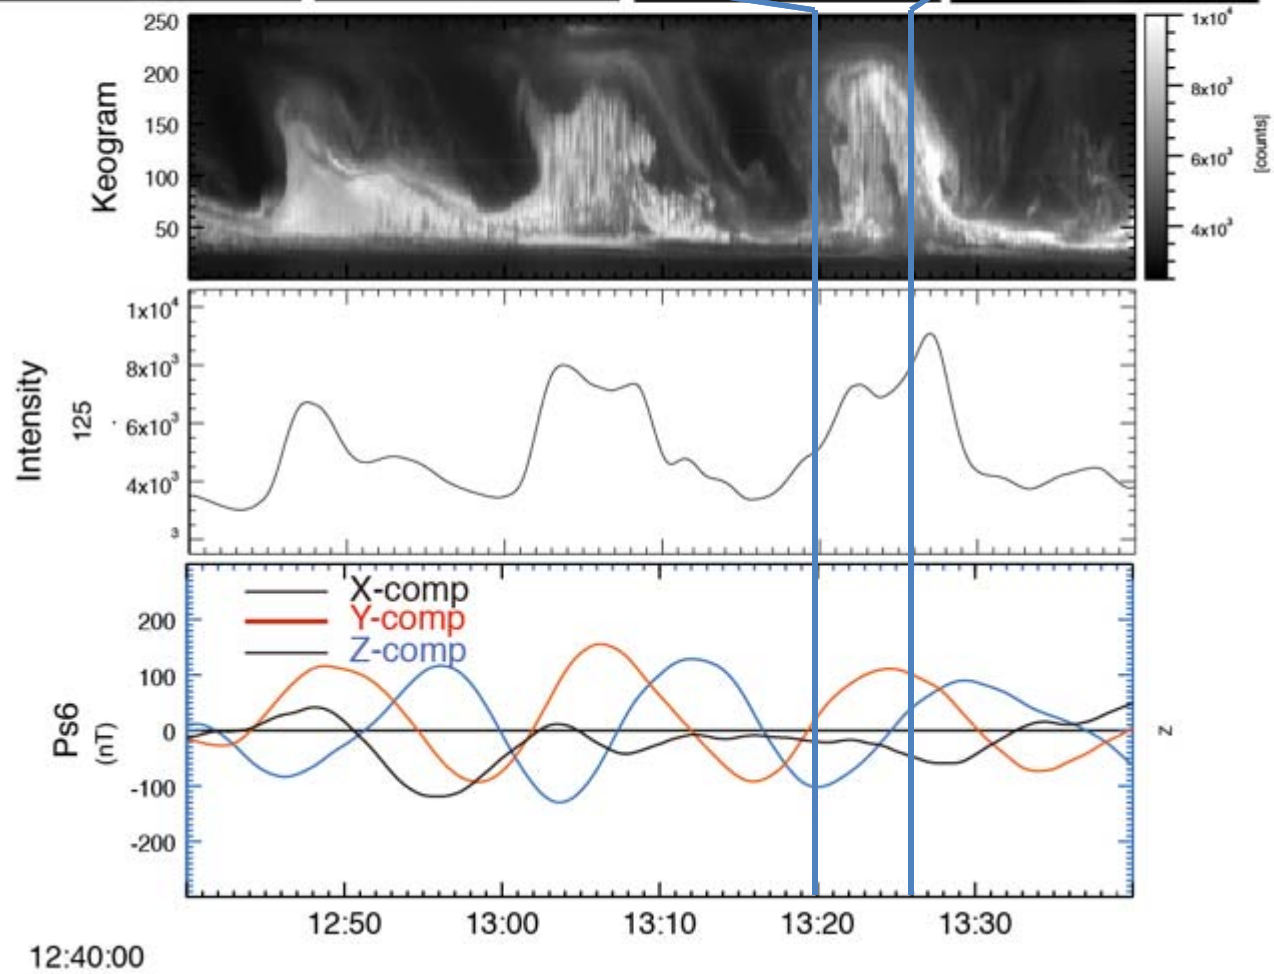 Keogram
250
200
150
100
50
1x10⁴
8x10³
6x10³
4x10³
[counts]
Intensity
125
1x10⁴
8x10³
6x10³
4x10³
3
Ps6
(nT)
200
100
0
-100
-200
X-comp
Y-comp
Z-comp
Z
12:50
13:00
13:10
13:20
13:30
12:40:00